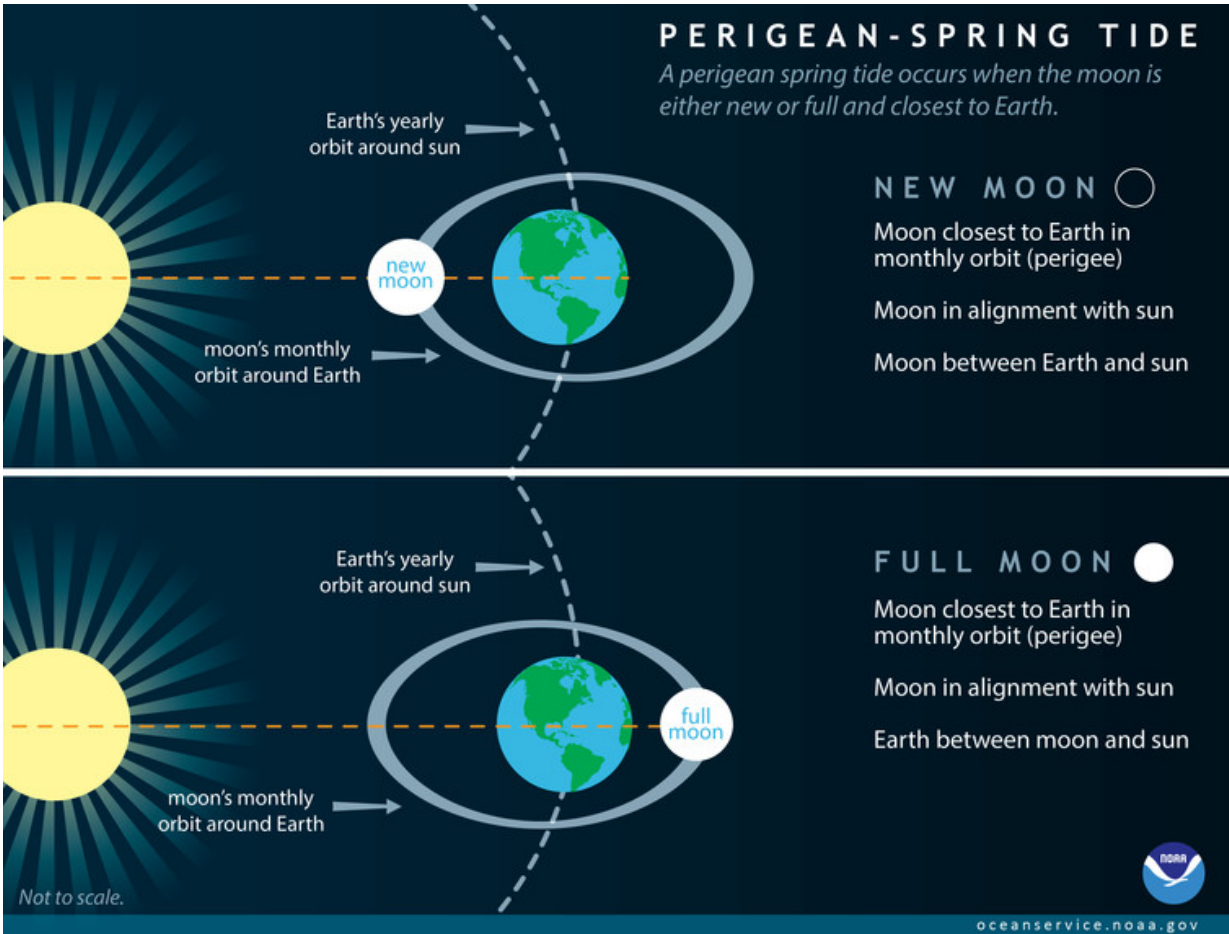 PERIGEAN-SPRING TIDE
A perigean spring tide occurs when the moon is
either new or full and closest to Earth.
Earth's yearly
orbit around sun
NEW MOON
Moon closest to Earth in
monthly orbit (perigee)
Moon in alignment with sun
Moon between Earth and sun
new
moon
moon's monthly
orbit around Earth
Earth's yearly
orbit around sun
FULL MOON
Moon closest to Earth in
monthly orbit (perigee)
Moon in alignment with sun
Earth between moon and sun
full
moon
moon's monthly
orbit around Earth
NOAA
Not to scale.
oceanservice.noaa.gov